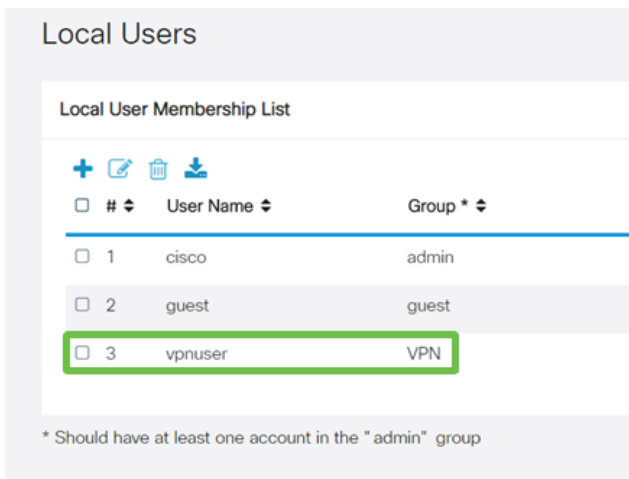 Local Users
Local User Membership List
# User Name Group *
1 cisco admin
2 guest guest
3 vpnuser VPN
* Should have at least one account in the "admin" group